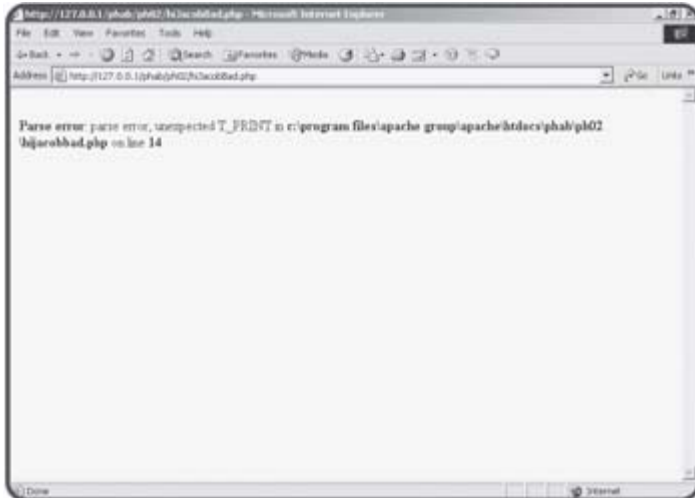 http://127.0.0.1/phab/ph02/hiJacobBad.php - Microsoft Internet Explorer
File Edit View Favorites Tools Help
Back Search Favorites Media
Address http://127.0.0.1/phab/ph02/hiJacobBad.php Go Links »
Parse error: parse error, unexpected T_PRINT in c:\program files\apache group\apache\htdocs\phab\ph02
\hijacobbad.php on line 14
Done Internet